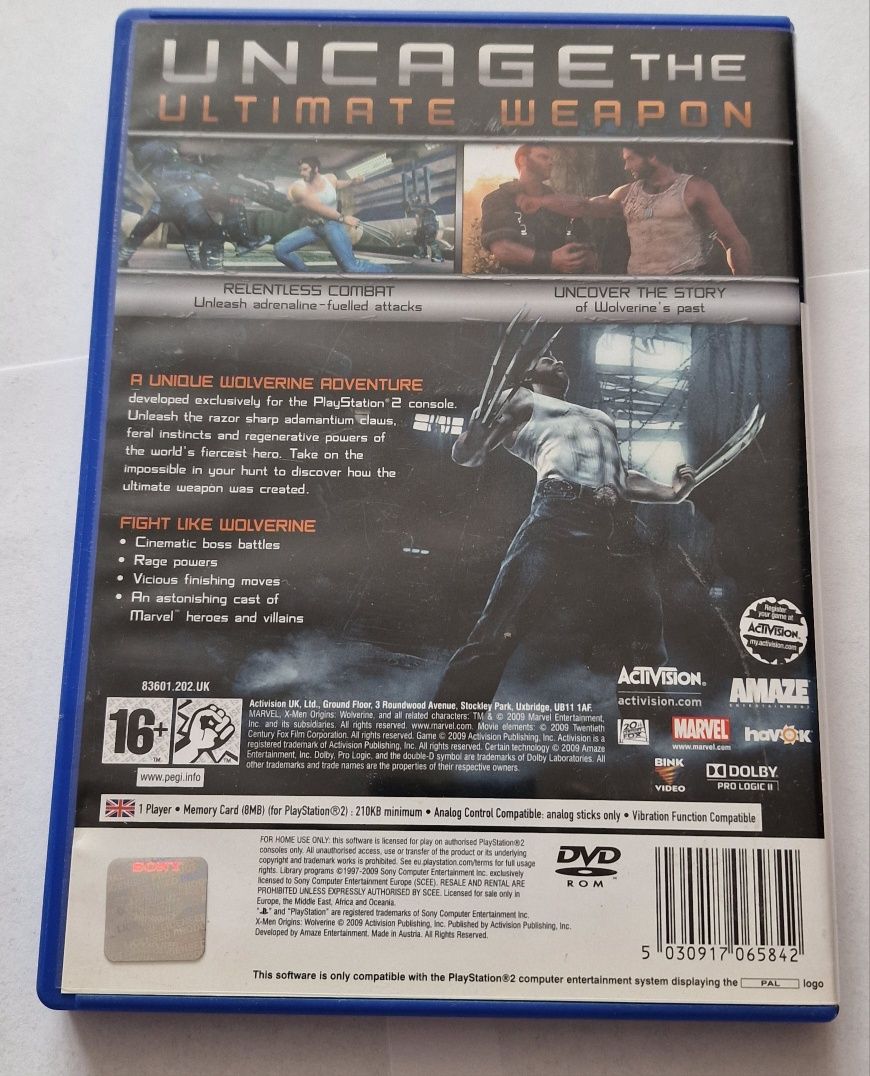 UNCAGE THE
ULTIMATE WEAPON
RELENTLESS COMBAT
Unleash adrenaline-fuelled attacks
UNCOVER THE STORY
of Wolverine's past
A UNIQUE WOLVERINE ADVENTURE
developed exclusively for the PlayStation®2 console.
Unleash the razor sharp adamantium claws,
feral instincts and regenerative powers of
the world's fiercest hero. Take on the
impossible in your hunt to discover how the
ultimate weapon was created.
FIGHT LIKE WOLVERINE
• Cinematic boss battles
• Rage powers
• Vicious finishing moves
• An astonishing cast of
Marvel™ heroes and villains
Register
your game at
ACTIVISION.
my.activision.com
83601.202.UK
16+
www.pegi.info
Activision UK, Ltd., Ground Floor, 3 Roundwood Avenue, Stockley Park, Uxbridge, UB11 1AF.
MARVEL, X-Men Origins: Wolverine, and all related characters: TM & © 2009 Marvel Entertainment,
Inc. and its subsidiaries. All rights reserved. www.marvel.com. Movie elements: © 2009 Twentieth
Century Fox Film Corporation. All rights reserved. Game © 2009 Activision Publishing, Inc. Activision is a
registered trademark of Activision Publishing, Inc. All rights reserved. Certain technology © 2009 Amaze
Entertainment, Inc. Dolby, Pro Logic, and the double-D symbol are trademarks of Dolby Laboratories. All
other trademarks and trade names are the properties of their respective owners.
ACTIVISION.
activision.com
AMAZE
ENTERTAINMENT
20th CENTURY FOX
MARVEL
www.marvel.com
havok
BINK
VIDEO
DOLBY
PRO LOGIC II
1 Player • Memory Card (8MB) (for PlayStation®2) : 210KB minimum • Analog Control Compatible: analog sticks only • Vibration Function Compatible
SONY
FOR HOME USE ONLY: this software is licensed for play on authorised PlayStation®2
consoles only. All unauthorised access, use or transfer of the product or its underlying
copyright and trademark works is prohibited. See eu.playstation.com/terms for full usage
rights. Library programs ©1997-2009 Sony Computer Entertainment Inc. exclusively
licensed to Sony Computer Entertainment Europe (SCEE). RESALE AND RENTAL ARE
PROHIBITED UNLESS EXPRESSLY AUTHORISED BY SCEE. Licensed for sale only in
Europe, the Middle East, Africa and Oceania.
" " and "PlayStation" are registered trademarks of Sony Computer Entertainment Inc.
X-Men Origins: Wolverine © 2009 Activision Publishing, Inc. Published by Activision Publishing, Inc.
Developed by Amaze Entertainment. Made in Austria. All Rights Reserved.
DVD
ROM
5 030917 065842
This software is only compatible with the PlayStation®2 computer entertainment system displaying the PAL logo